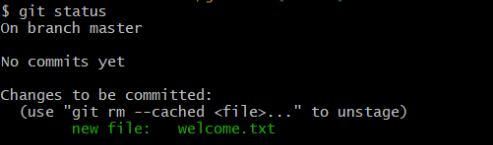 $ git status
On branch master
No commits yet
Changes to be committed:
(use "git rm --cached <file>..." to unstage)
new file: welcome.txt